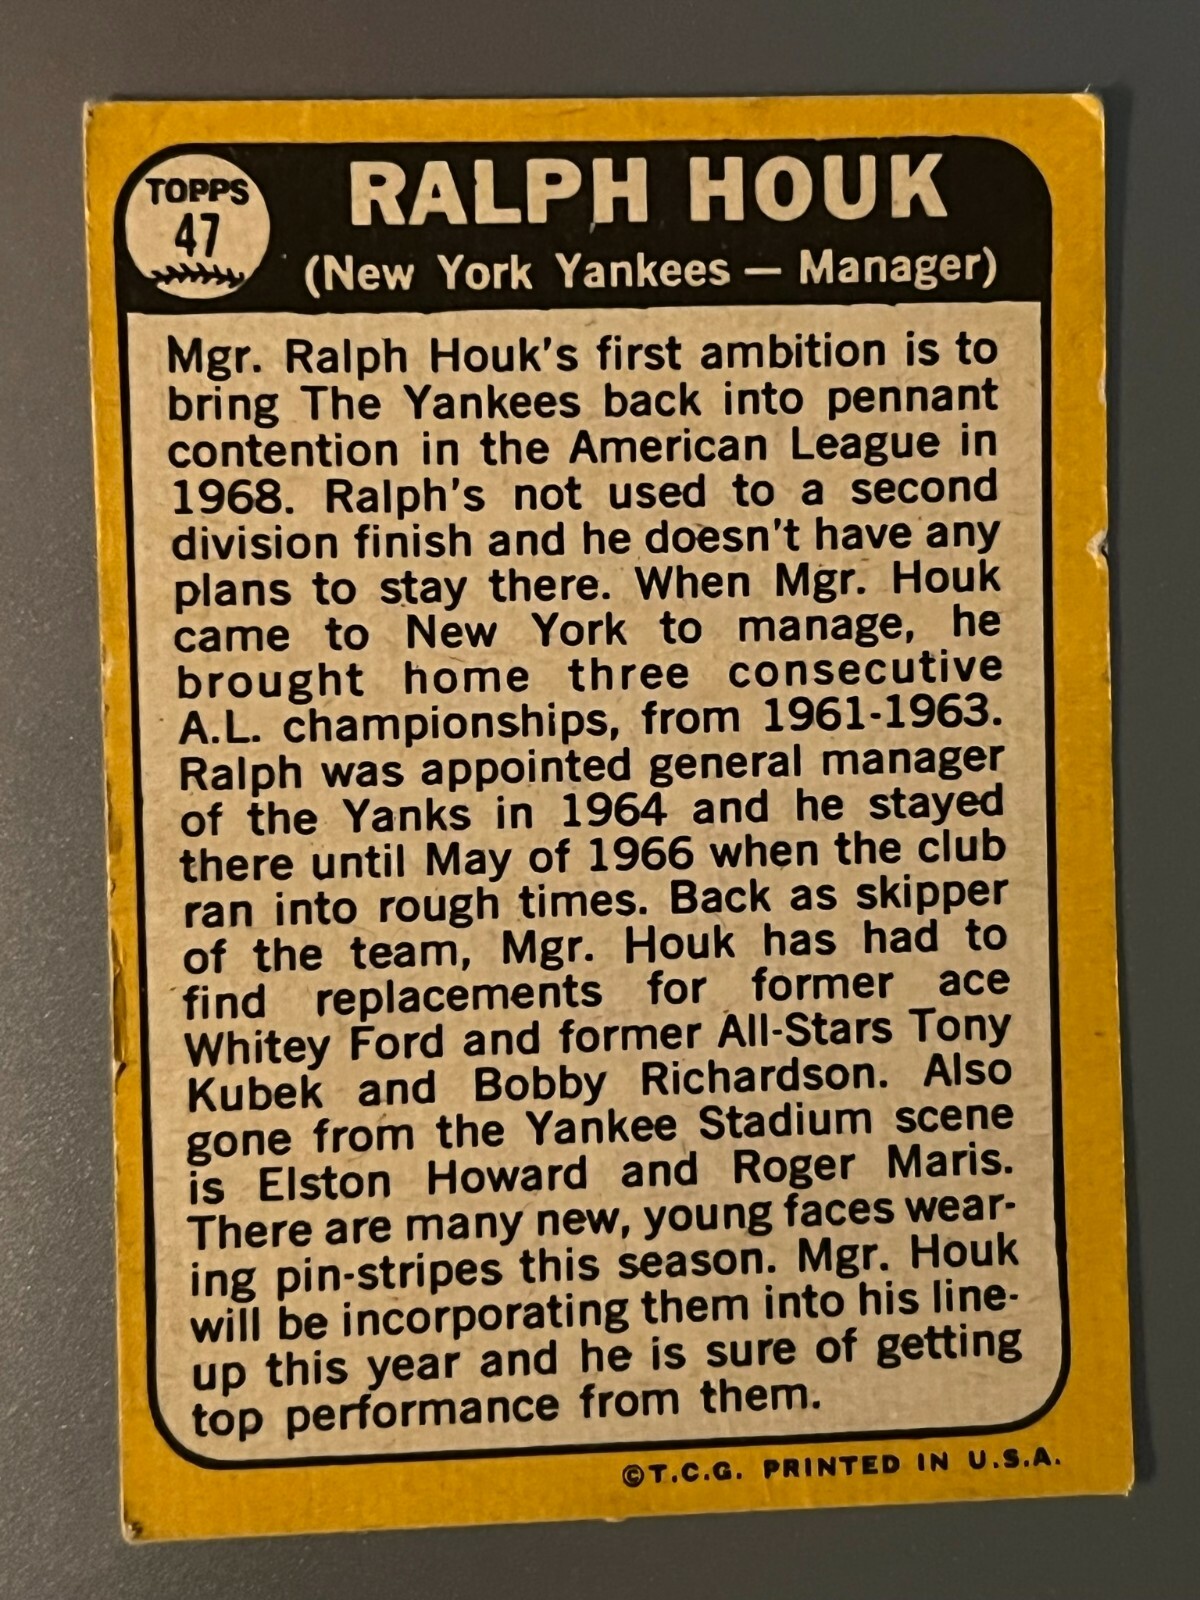 TOPPS
47
RALPH HOUK
(New York Yankees — Manager)
Mgr. Ralph Houk's first ambition is to
bring The Yankees back into pennant
contention in the American League in
1968. Ralph's not used to a second
division finish and he doesn't have any
plans to stay there. When Mgr. Houk
came to New York to manage, he
brought home three consecutive
A.L. championships, from 1961-1963.
Ralph was appointed general manager
of the Yanks in 1964 and he stayed
there until May of 1966 when the club
ran into rough times. Back as skipper
of the team, Mgr. Houk has had to
find replacements for former ace
Whitey Ford and former All-Stars Tony
Kubek and Bobby Richardson. Also
gone from the Yankee Stadium scene
is Elston Howard and Roger Maris.
There are many new, young faces wear-
ing pin-stripes this season. Mgr. Houk
will be incorporating them into his line-
up this year and he is sure of getting
top performance from them.
©T.C.G. PRINTED IN U.S.A.